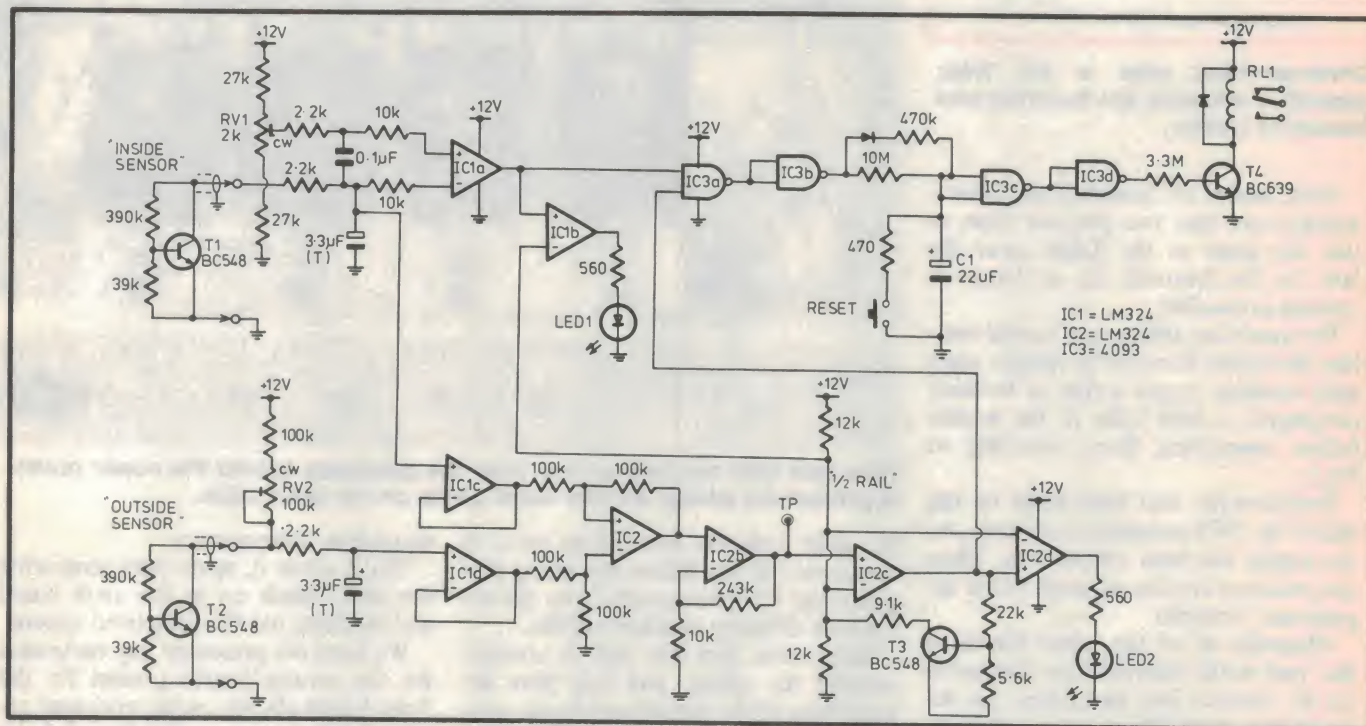 +12V
27k
RV1
2k
cw
2·2k
10k
+12V
IC1a
+
−
0·1µF
"INSIDE
SENSOR"
2·2k
10k
390k
T1
BC548
39k
27k
3·3µF
(T)
IC1b
+
−
560
LED1
+12V
IC3a
IC3b
470k
10M
IC3c
IC3d
3·3M
+12V
RL1
T4
BC639
470
RESET
+
C1
22uF
IC1 = LM324
IC2 = LM324
IC3 = 4093
+12V
100k
cw
RV2
100k
"OUTSIDE
SENSOR"
2·2k
390k
T2
BC548
39k
3·3µF
(T)
+
IC1c
+
−
100k
100k
IC1d
+
−
100k
IC2
+
−
100k
IC2b
+
−
243k
10k
TP
+12V
12k
"½ RAIL"
IC2c
+
−
12k
9·1k
T3
BC548
22k
5·6k
+12V
IC2d
−
+
560
LED2